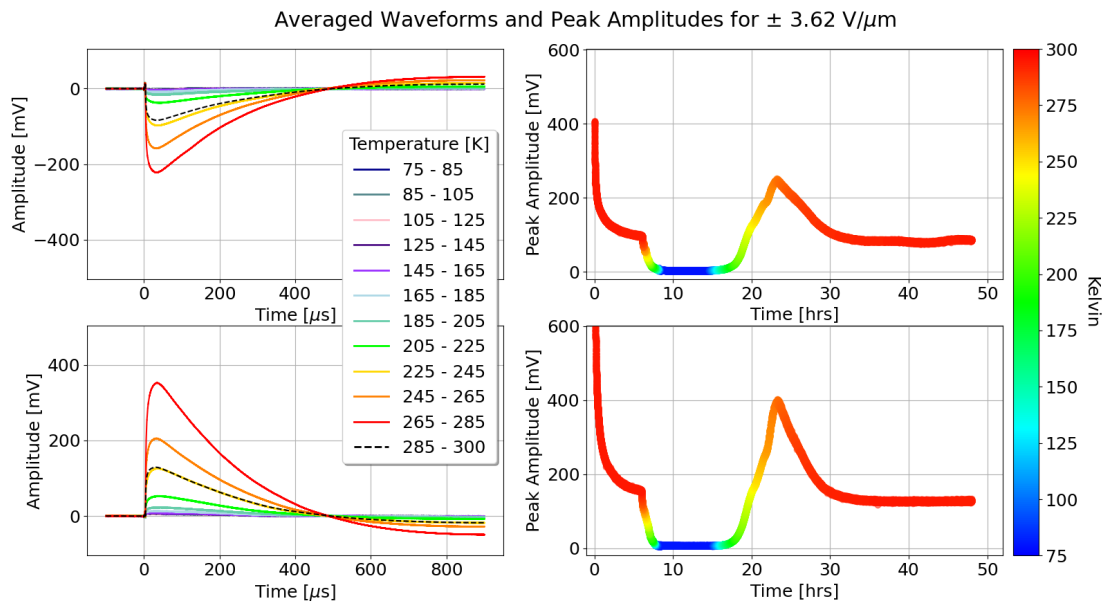 Averaged Waveforms and Peak Amplitudes for ± 3.62 V/μm
Amplitude [mV]
0
−200
−400
0
200
400
Time [μs]
Temperature [K]
75 - 85
85 - 105
105 - 125
125 - 145
145 - 165
165 - 185
185 - 205
205 - 225
225 - 245
245 - 265
265 - 285
285 - 300
Peak Amplitude [mV]
600
400
200
0
0
10
20
30
40
50
Time [hrs]
Amplitude [mV]
400
200
0
0
200
400
600
800
Time [μs]
Peak Amplitude [mV]
600
400
200
0
0
10
20
30
40
50
Time [hrs]
300
275
250
225
200
175
150
125
100
75
Kelvin